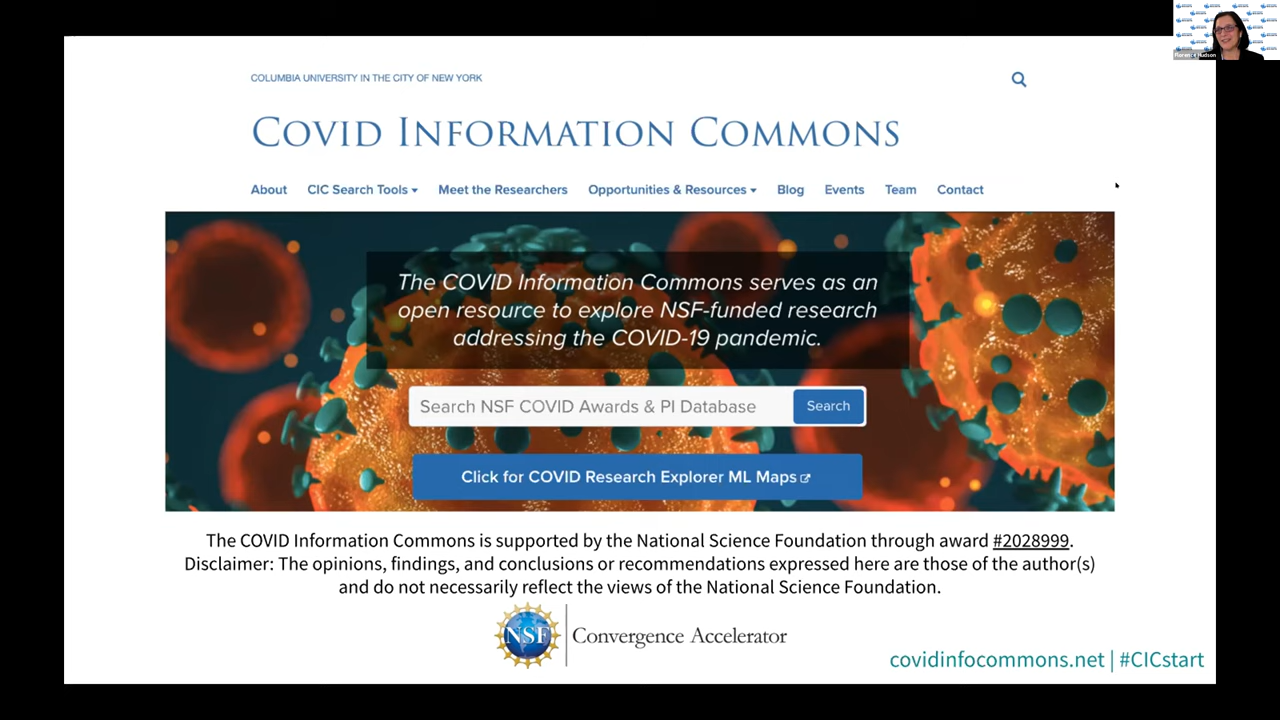 COLUMBIA UNIVERSITY IN THE CITY OF NEW YORK
COVID INFORMATION COMMONS
About CIC Search Tools Meet the Researchers Opportunities & Resources Blog Events Team Contact
The COVID Information Commons serves as an
open resource to explore NSF-funded research
addressing the COVID-19 pandemic.
Search NSF COVID Awards & PI Database Search
Click for COVID Research Explorer ML Maps
The COVID Information Commons is supported by the National Science Foundation through award #2028999.
Disclaimer: The opinions, findings, and conclusions or recommendations expressed here are those of the author(s)
and do not necessarily reflect the views of the National Science Foundation.
NSF Convergence Accelerator
covidinfocommons.net | #CICstart
Florence Hudson